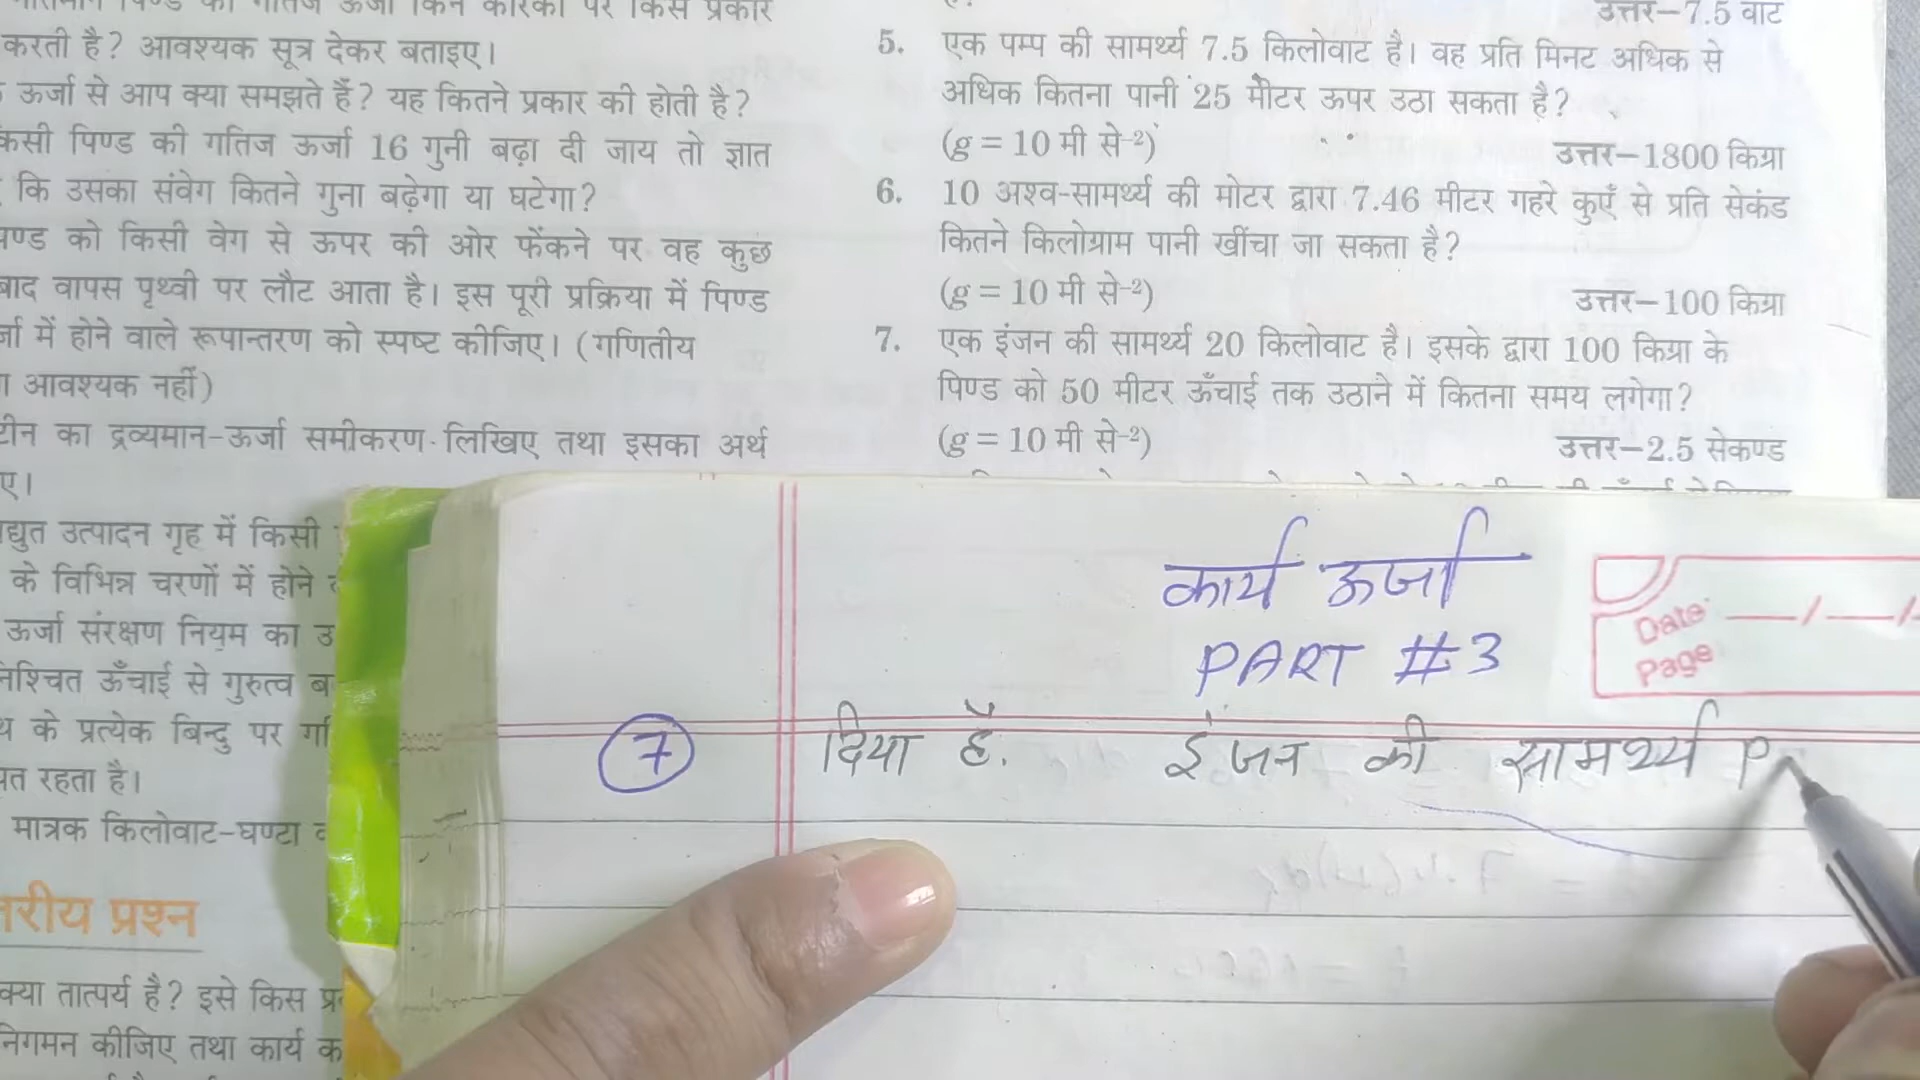 करती है? आवश्यक सूत्र देकर बताइए।
ऊर्जा से आप क्या समझते हैं? यह कितने प्रकार की होती है?
पिण्ड की गतिज ऊर्जा 16 गुनी बढ़ा दी जाय तो ज्ञात
कि उसका संवेग कितने गुना बढ़ेगा या घटेगा?
को किसी वेग से ऊपर की ओर फेंकने पर वह कुछ
बाद वापस पृथ्वी पर लौट आता है। इस पूरी प्रक्रिया में पिण्ड
में होने वाले रूपान्तरण को स्पष्ट कीजिए। (गणितीय
आवश्यक नहीं)
का द्रव्यमान-ऊर्जा समीकरण लिखिए तथा इसका अर्थ
उत्पादन गृह में किसी
के विभिन्न चरणों में होने
ऊर्जा संरक्षण नियम का
ऊँचाई से गुरुत्व
के प्रत्येक बिन्दु पर
रहता है।
मात्रक किलोवाट-घण्टा
प्रश्न
क्या तात्पर्य है? इसे किस
कीजिए तथा कार्य
उत्तर–7.5 वाट
5. एक पम्प की सामर्थ्य 7.5 किलोवाट है। वह प्रति मिनट अधिक से
अधिक कितना पानी 25 मीटर ऊपर उठा सकता है?
(g = 10 मी से⁻²) उत्तर–1800 किग्रा
6. 10 अश्व-सामर्थ्य की मोटर द्वारा 7.46 मीटर गहरे कुएँ से प्रति सेकंड
कितने किलोग्राम पानी खींचा जा सकता है?
(g = 10 मी से⁻²) उत्तर–100 किग्रा
7. एक इंजन की सामर्थ्य 20 किलोवाट है। इसके द्वारा 100 किग्रा के
पिण्ड को 50 मीटर ऊँचाई तक उठाने में कितना समय लगेगा?
(g = 10 मी से⁻²) उत्तर–2.5 सेकण्ड
कार्य ऊर्जा
PART #3
Date
Page
7 दिया है. इंजन की सामर्थ्य P